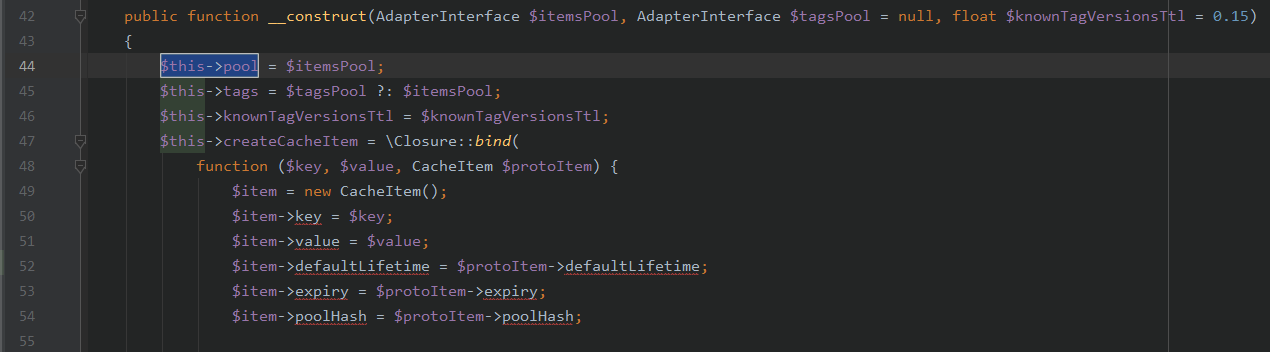 42 public function __construct(AdapterInterface $itemsPool, AdapterInterface $tagsPool = null, float $knownTagVersionsTtl = 0.15)
43 {
44 $this->pool = $itemsPool;
45 $this->tags = $tagsPool ?: $itemsPool;
46 $this->knownTagVersionsTtl = $knownTagVersionsTtl;
47 $this->createCacheItem = \Closure::bind(
48 function ($key, $value, CacheItem $protoItem) {
49 $item = new CacheItem();
50 $item->key = $key;
51 $item->value = $value;
52 $item->defaultLifetime = $protoItem->defaultLifetime;
53 $item->expiry = $protoItem->expiry;
54 $item->poolHash = $protoItem->poolHash;
55